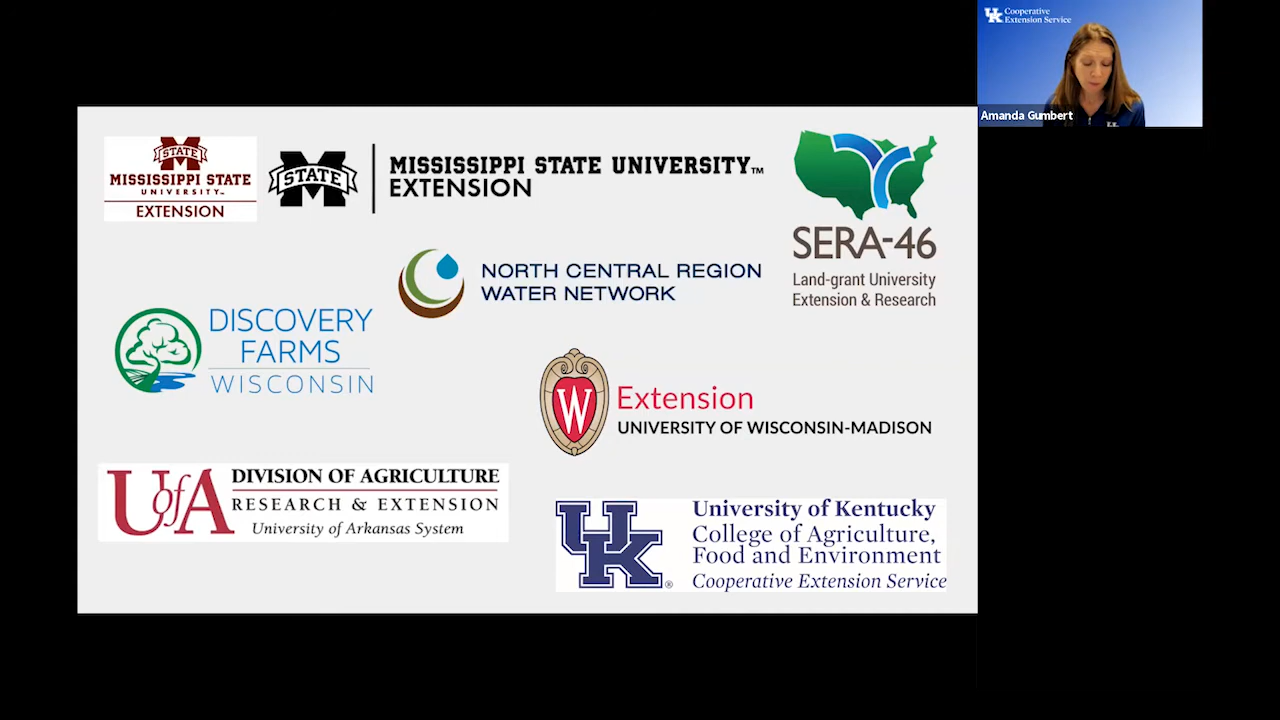 Cooperative
Extension Service
Amanda Gumbert
STATE
MISSISSIPPI STATE
UNIVERSITY™
EXTENSION
STATE
MISSISSIPPI STATE UNIVERSITY™
EXTENSION
SERA-46
Land-grant University
Extension & Research
NORTH CENTRAL REGION
WATER NETWORK
DISCOVERY
FARMS
WISCONSIN
W
Extension
UNIVERSITY OF WISCONSIN-MADISON
UofA
DIVISION OF AGRICULTURE
RESEARCH & EXTENSION
University of Arkansas System
UK®
University of Kentucky
College of Agriculture,
Food and Environment
Cooperative Extension Service